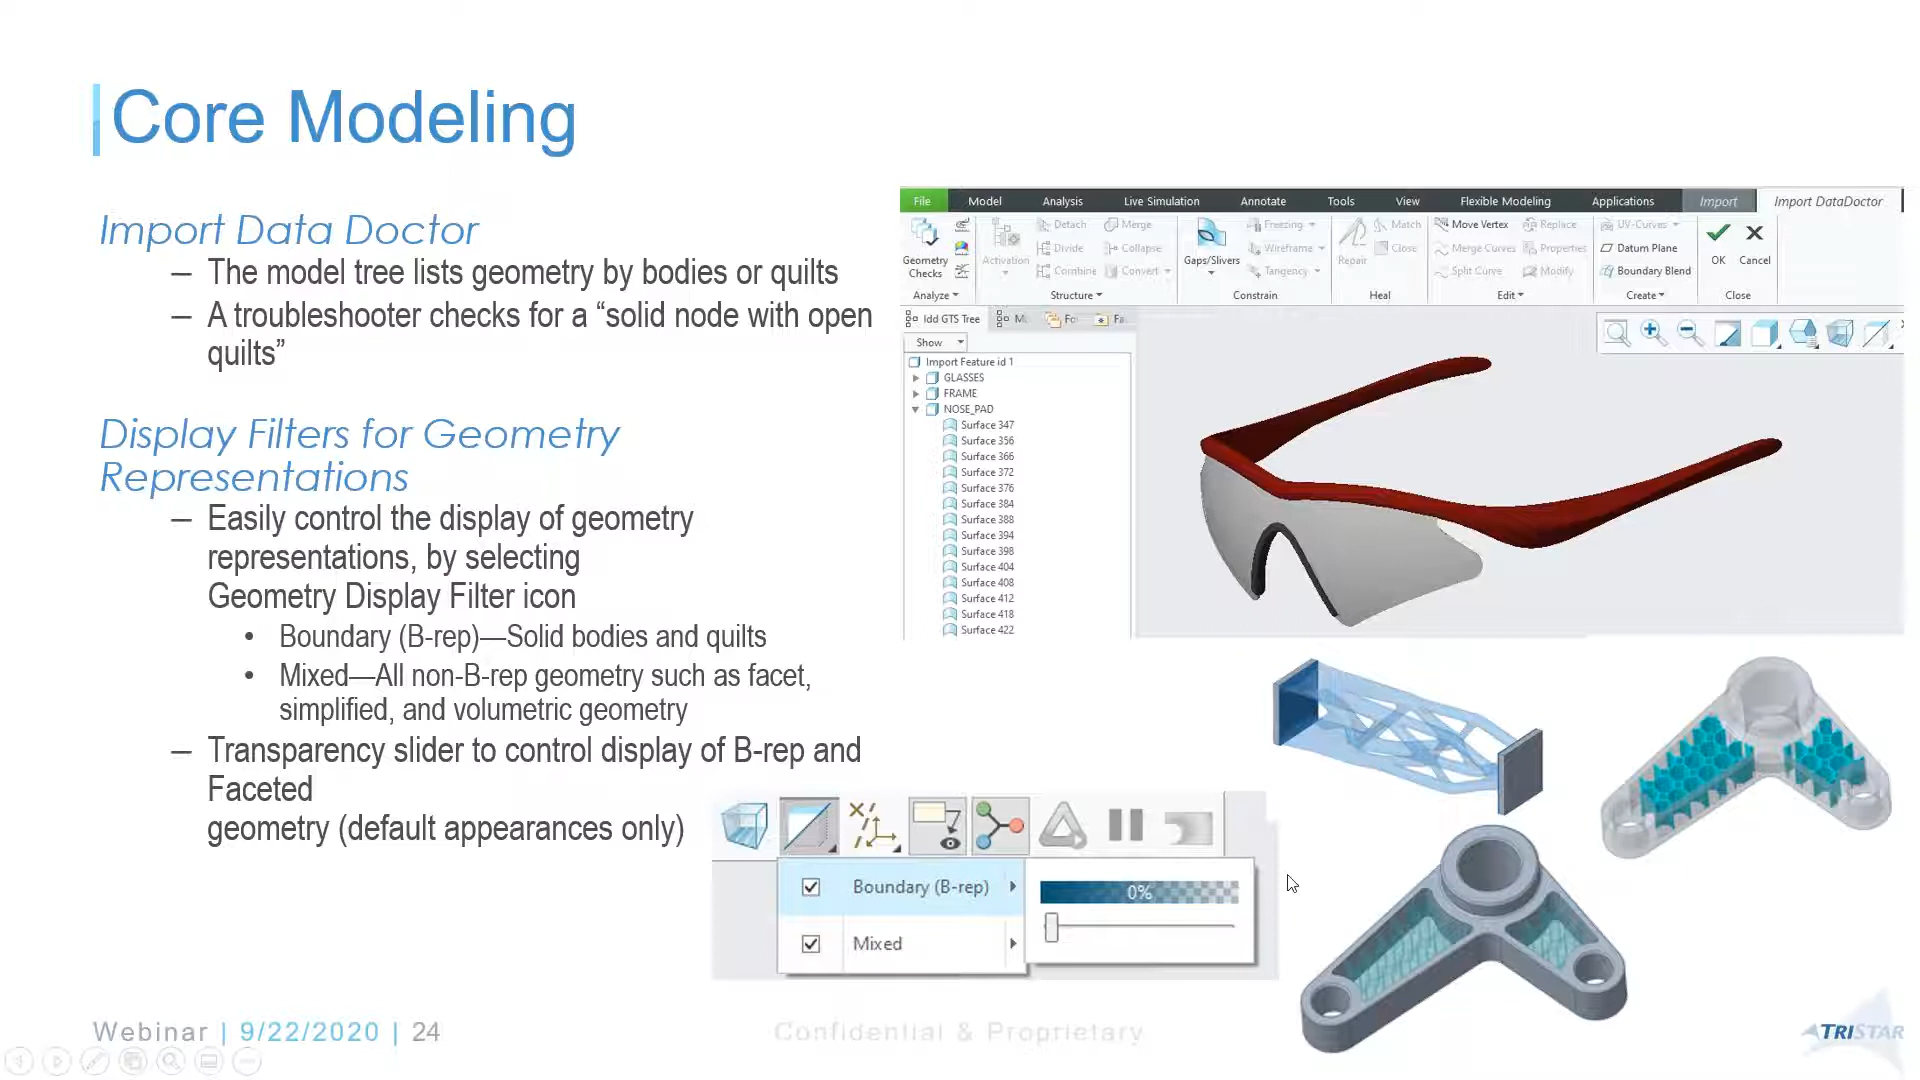 Core Modeling
Import Data Doctor
– The model tree lists geometry by bodies or quilts
– A troubleshooter checks for a “solid node with open
quilts”
Display Filters for Geometry
Representations
– Easily control the display of geometry
representations, by selecting
Geometry Display Filter icon
• Boundary (B-rep)—Solid bodies and quilts
• Mixed—All non-B-rep geometry such as facet,
simplified, and volumetric geometry
– Transparency slider to control display of B-rep and
Faceted
geometry (default appearances only)
File Model Analysis Live Simulation Annotate Tools View Flexible Modeling Applications Import Import DataDoctor
Detach Merge Freezing Match Move Vertex Replace UV-Curves
Divide Collapse Wireframe Close Merge Curves Properties Datum Plane
Geometry Checks Activation Combine Convert Gaps/Slivers Tangency Repair Split Curve Modify Boundary Blend OK Cancel
Analyze Structure Constrain Heal Edit Create Close
Idd GTS Tree M Fo Fa
Show
Import Feature id 1
GLASSES
FRAME
NOSE_PAD
Surface 347
Surface 356
Surface 366
Surface 372
Surface 376
Surface 384
Surface 388
Surface 394
Surface 398
Surface 404
Surface 408
Surface 412
Surface 418
Surface 422
Boundary (B-rep)
0%
Mixed
Webinar | 9/22/2020 | 24
Confidential & Proprietary
TRISTAR